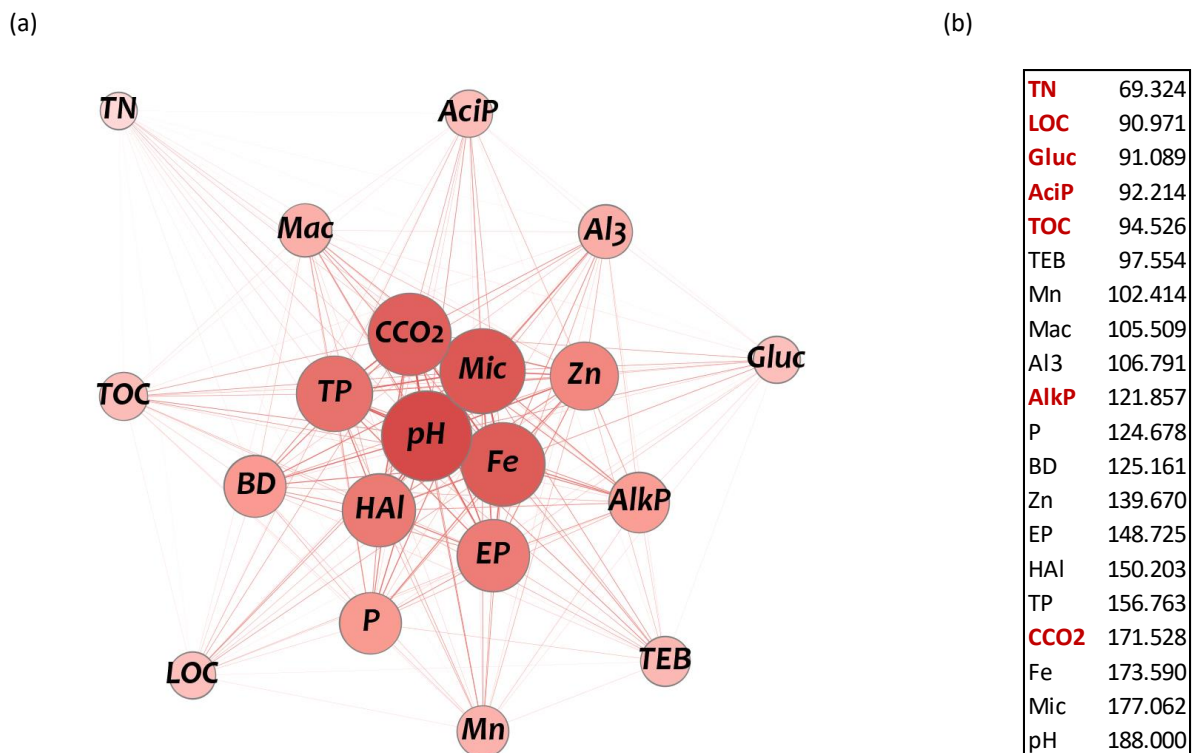 (a)
(b)
TN
AciP
Mac
Al3
CCO2
Mic
Zn
Gluc
TP
TOC
pH
Fe
BD
HAl
AlkP
EP
P
LOC
TEB
Mn
TN 69.324
LOC 90.971
Gluc 91.089
AciP 92.214
TOC 94.526
TEB 97.554
Mn 102.414
Mac 105.509
Al3 106.791
AlkP 121.857
P 124.678
BD 125.161
Zn 139.670
EP 148.725
HAl 150.203
TP 156.763
CCO2 171.528
Fe 173.590
Mic 177.062
pH 188.000